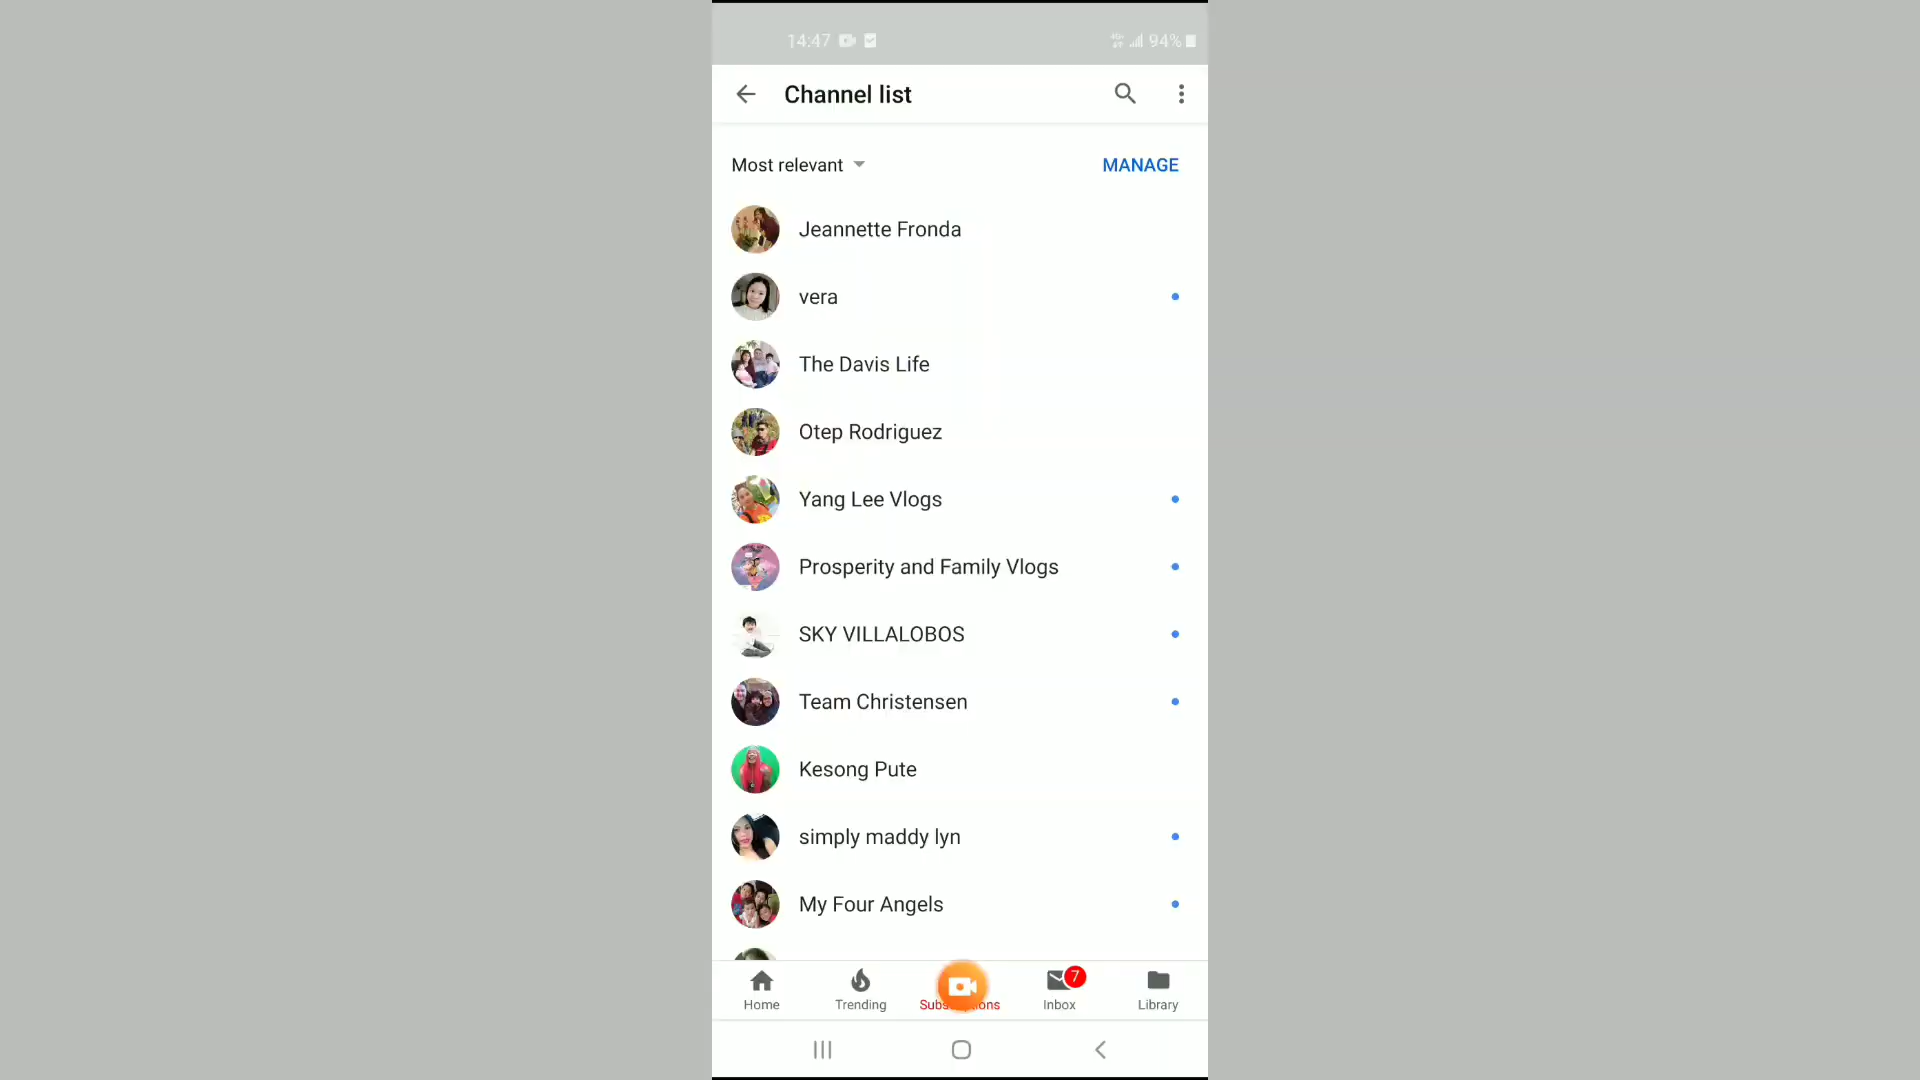 14:47 94%
Channel list
Most relevant MANAGE
Jeannette Fronda
vera
The Davis Life
Otep Rodriguez
Yang Lee Vlogs
Prosperity and Family Vlogs
SKY VILLALOBOS
Team Christensen
Kesong Pute
simply maddy lyn
My Four Angels
7
Home Trending Subs ons Inbox Library